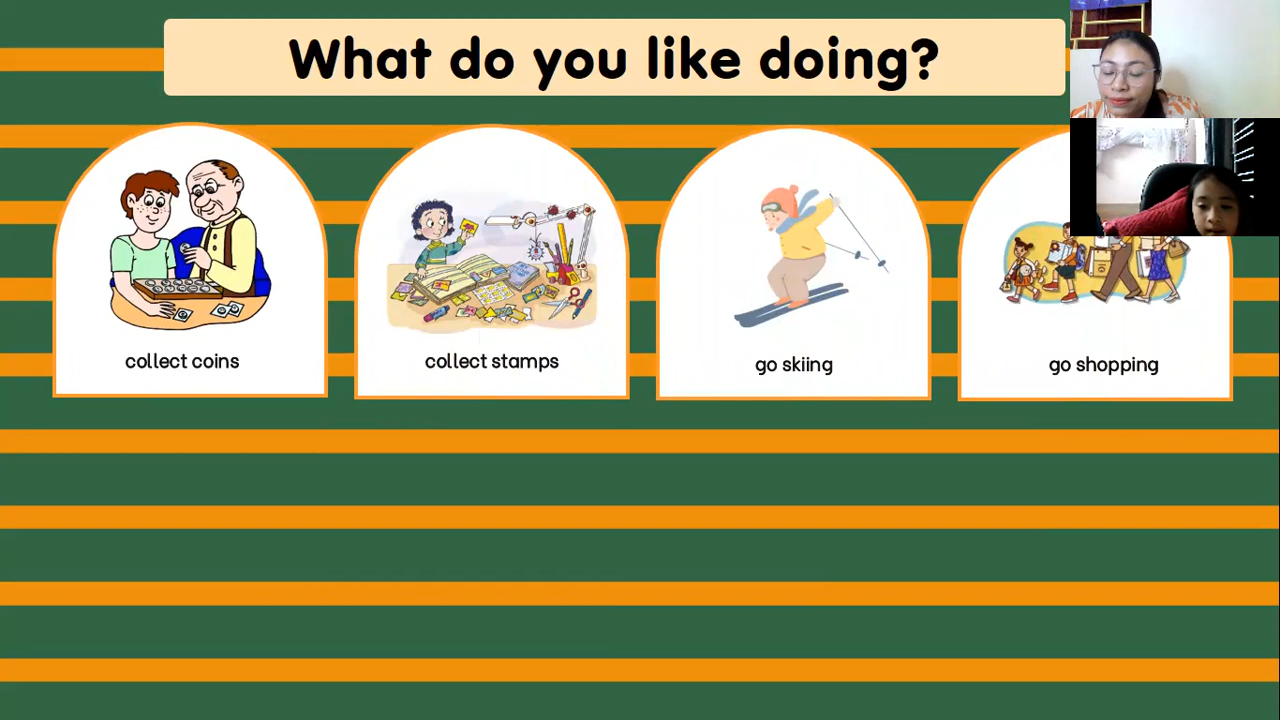 What do you like doing?
collect coins
collect stamps
go skiing
go shopping